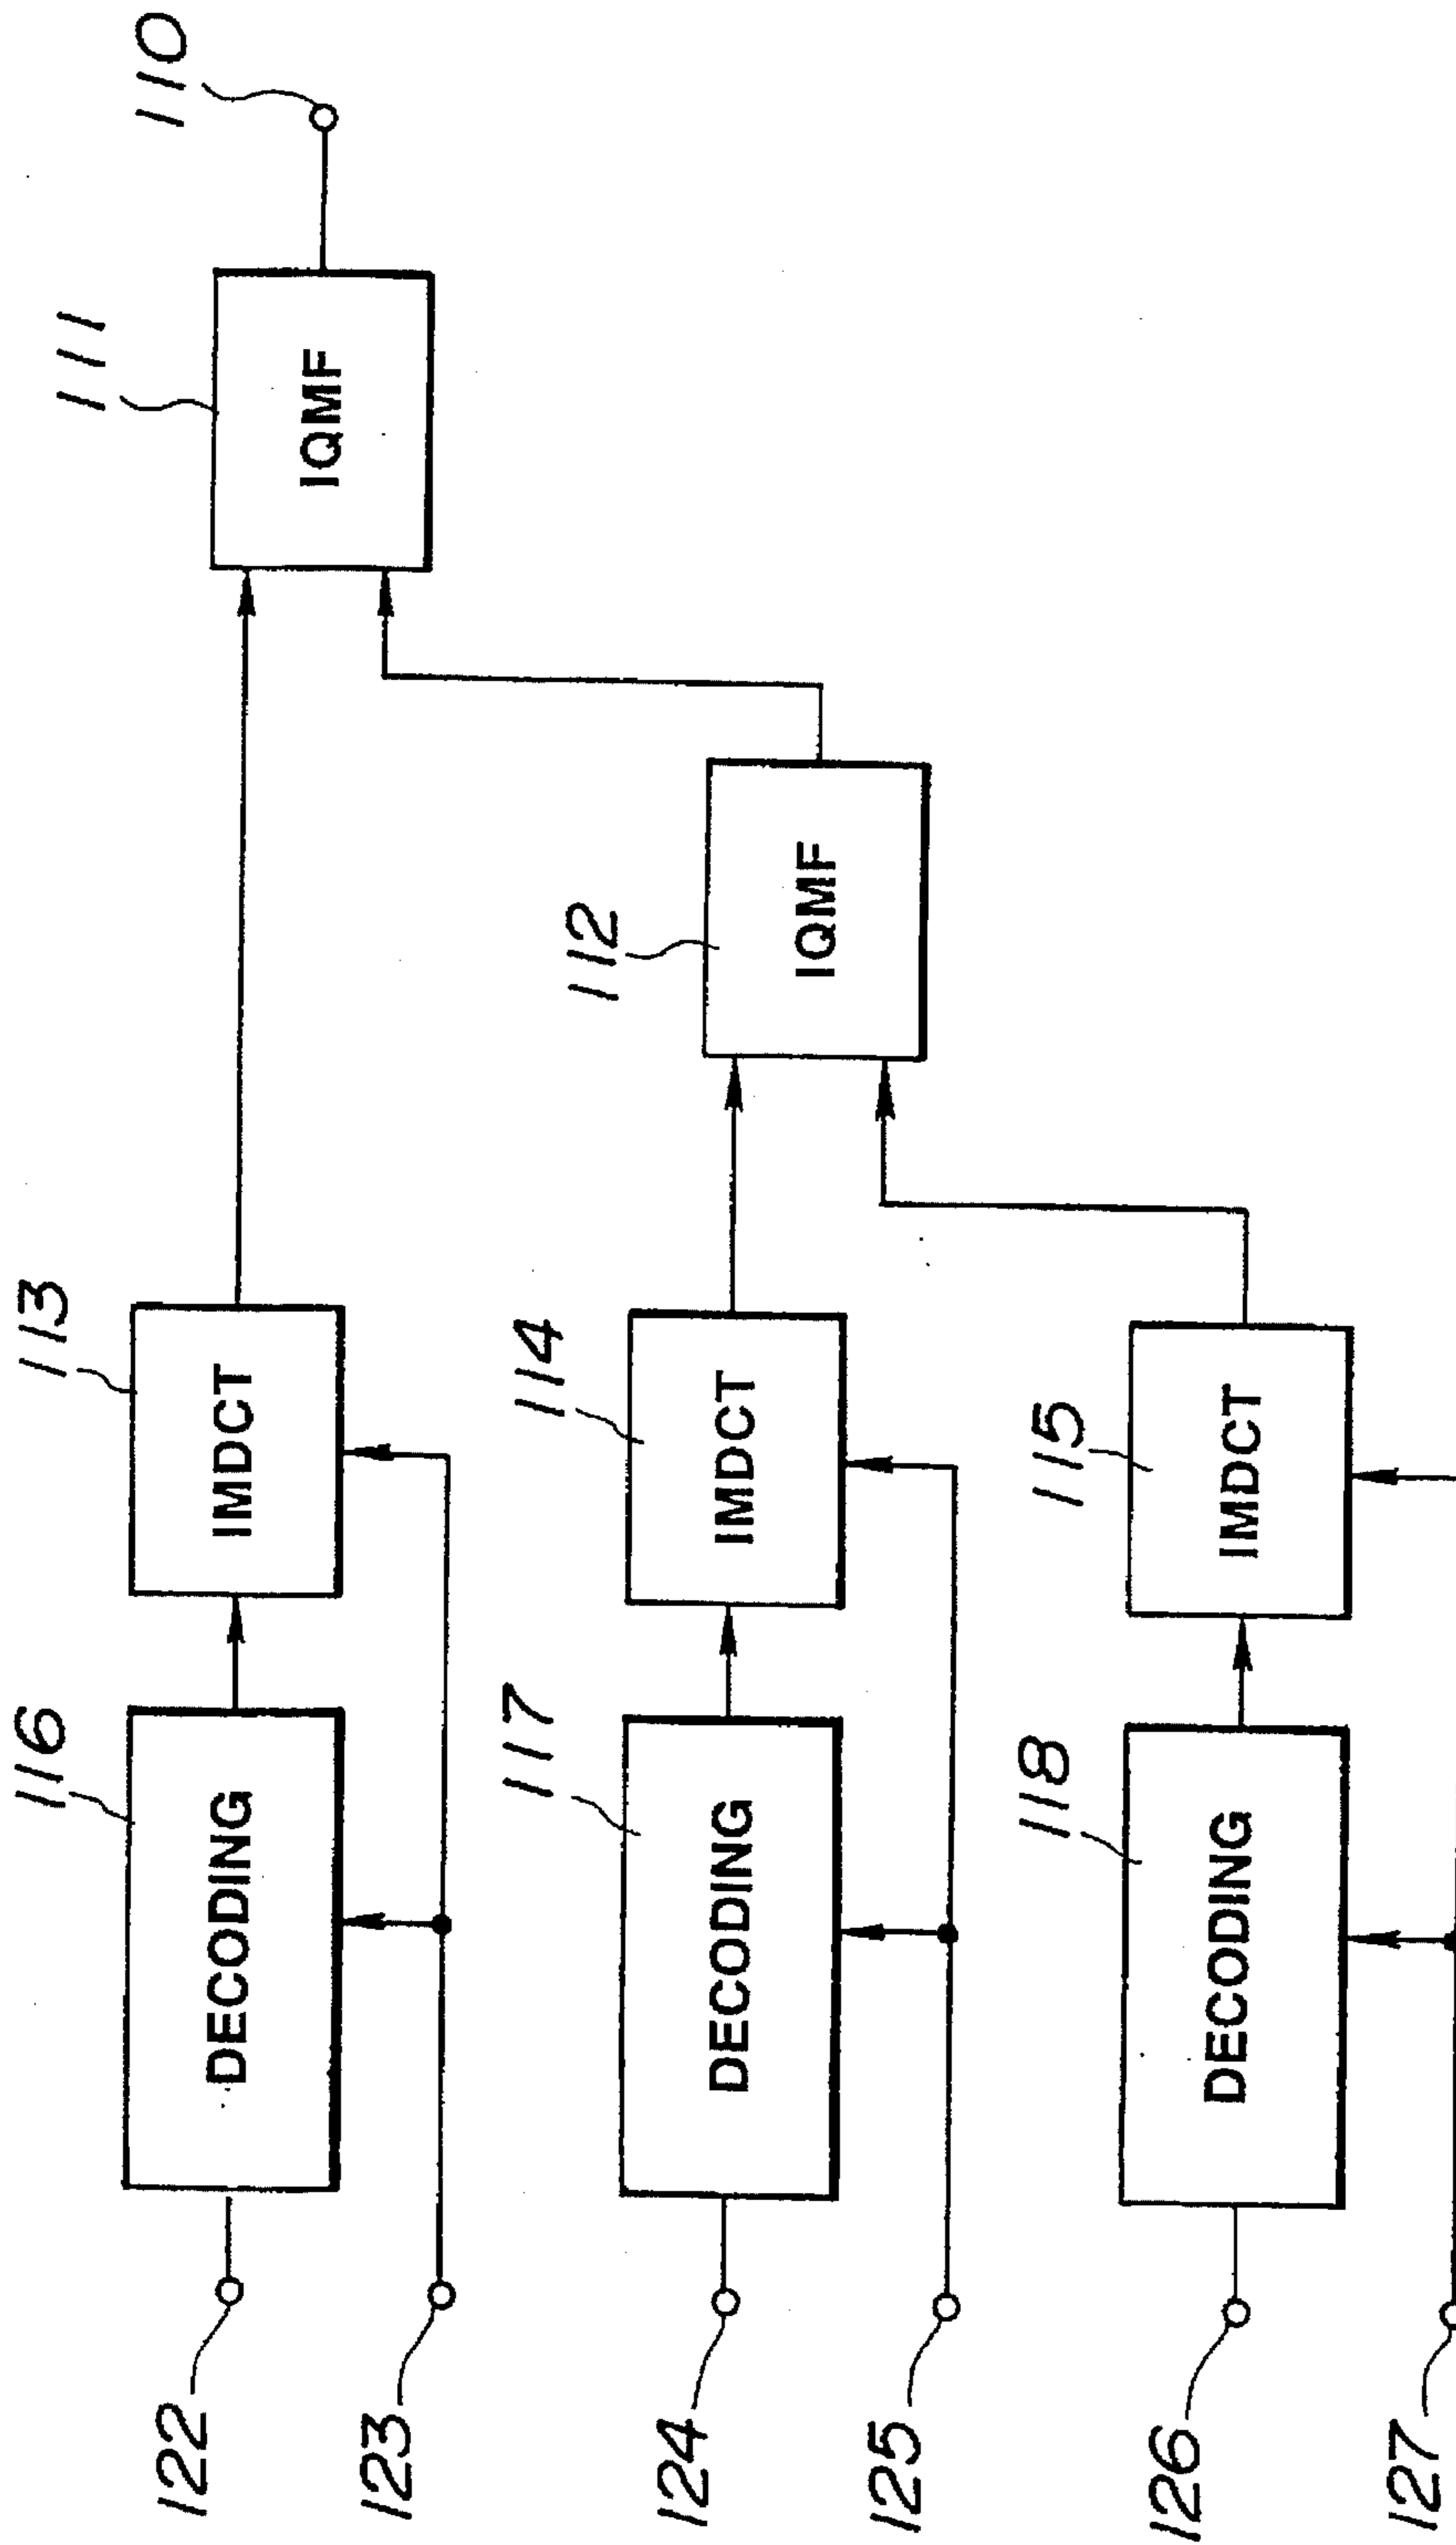 122
116
DECODING
113
IMDCT
111
IQMF
110
123
124
117
DECODING
114
IMDCT
112
IQMF
125
126
118
DECODING
115
IMDCT
127